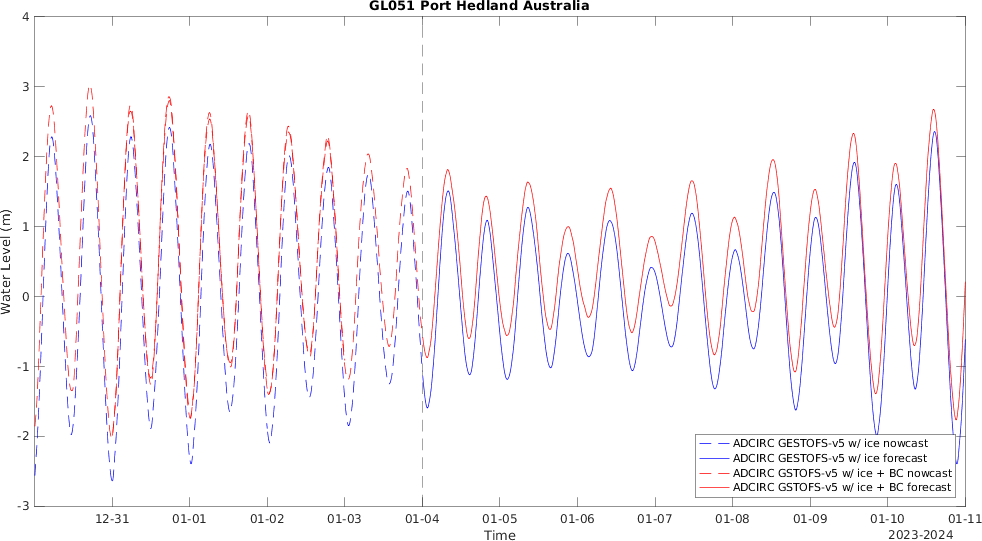 GL051 Port Hedland Australia
4
3
2
1
0
-1
-2
-3
Water Level (m)
12-31 01-01 01-02 01-03 01-04 01-05 01-06 01-07 01-08 01-09 01-10 01-11
Time
2023-2024
ADCIRC GESTOFS-v5 w/ ice nowcast
ADCIRC GESTOFS-v5 w/ ice forecast
ADCIRC GSTOFS-v5 w/ ice + BC nowcast
ADCIRC GSTOFS-v5 w/ ice + BC forecast